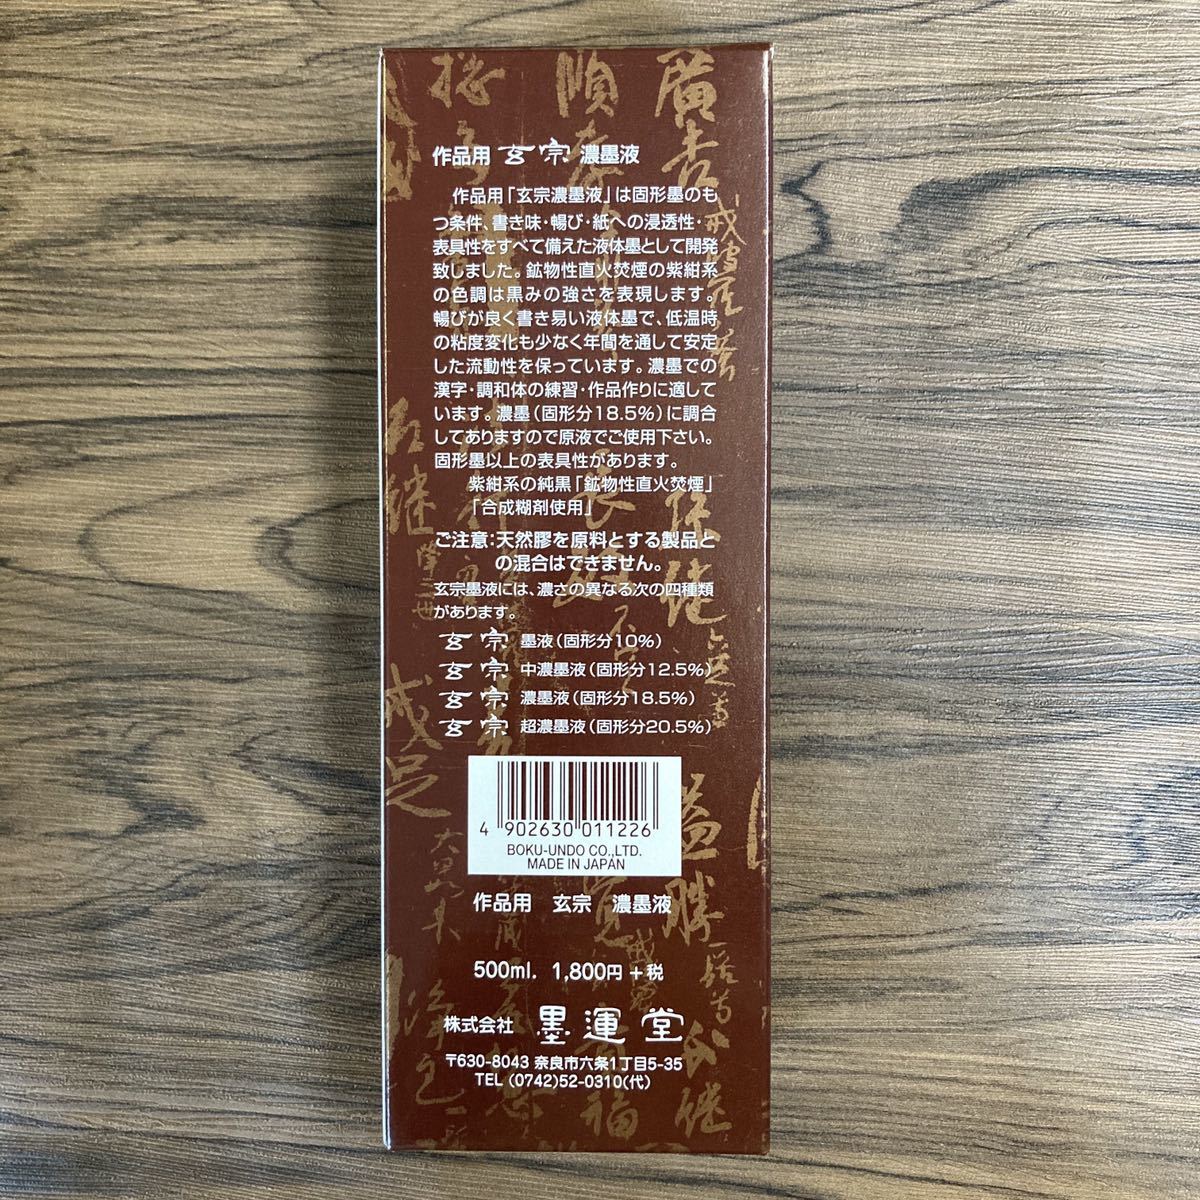 作品用 玄宗 濃墨液
作品用「玄宗濃墨液」は固形墨のも
つ条件、書き味・暢び・紙への浸透性・
表具性をすべて備えた液体墨として開発
致しました。鉱物性直火焚煙の紫紺系
の色調は黒みの強さを表現します。
暢びが良く書き易い液体墨で、低温時
の粘度変化も少なく年間を通して安定
した流動性を保っています。濃墨での
漢字・調和体の練習・作品作りに適して
います。濃墨(固形分18.5%)に調合
してありますので原液でご使用下さい。
固形墨以上の表具性があります。
紫紺系の純黒「鉱物性直火焚煙」
「合成糊剤使用」
ご注意:天然膠を原料とする製品と
の混合はできません。
玄宗墨液には、濃さの異なる次の四種類
があります。
玄宗 墨液(固形分10%)
玄宗 中濃墨液(固形分12.5%)
玄宗 濃墨液(固形分18.5%)
玄宗 超濃墨液(固形分20.5%)
4 902630 011226
BOKU-UNDO CO.,LTD.
MADE IN JAPAN
作品用 玄宗 濃墨液
500ml. 1,800円+税
株式会社 墨運堂
〒630-8043 奈良市六条1丁目5-35
TEL (0742)52-0310(代)